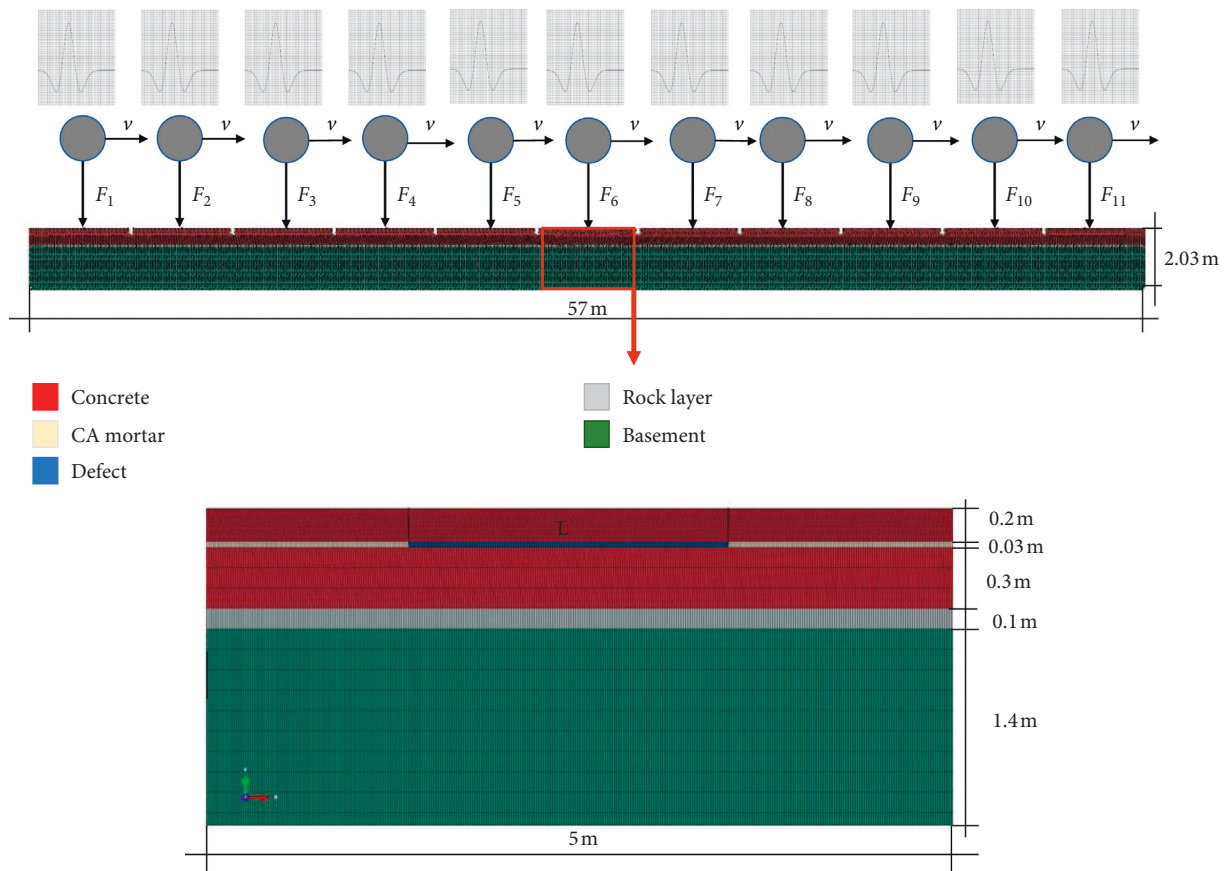 v v v v v v v v v v v
F1 F2 F3 F4 F5 F6 F7 F8 F9 F10 F11
2.03 m
57 m
Concrete
CA mortar
Defect
Rock layer
Basement
L
0.2 m
0.03 m
0.3 m
0.1 m
1.4 m
5 m